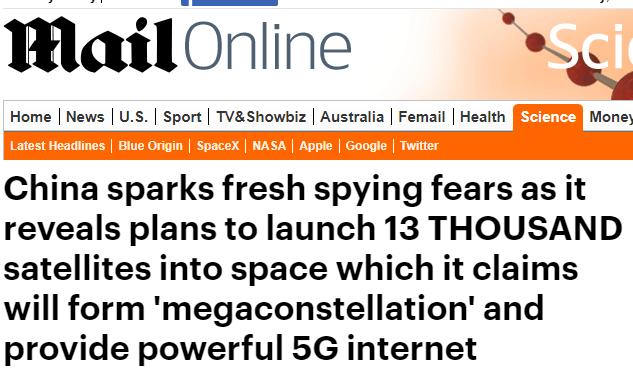 Mail Online
Sci
Home | News | U.S. | Sport | TV&Showbiz | Australia | Femail | Health | Science | Money
Latest Headlines | Blue Origin | SpaceX | NASA | Apple | Google | Twitter
China sparks fresh spying fears as it
reveals plans to launch 13 THOUSAND
satellites into space which it claims
will form 'megaconstellation' and
provide powerful 5G internet